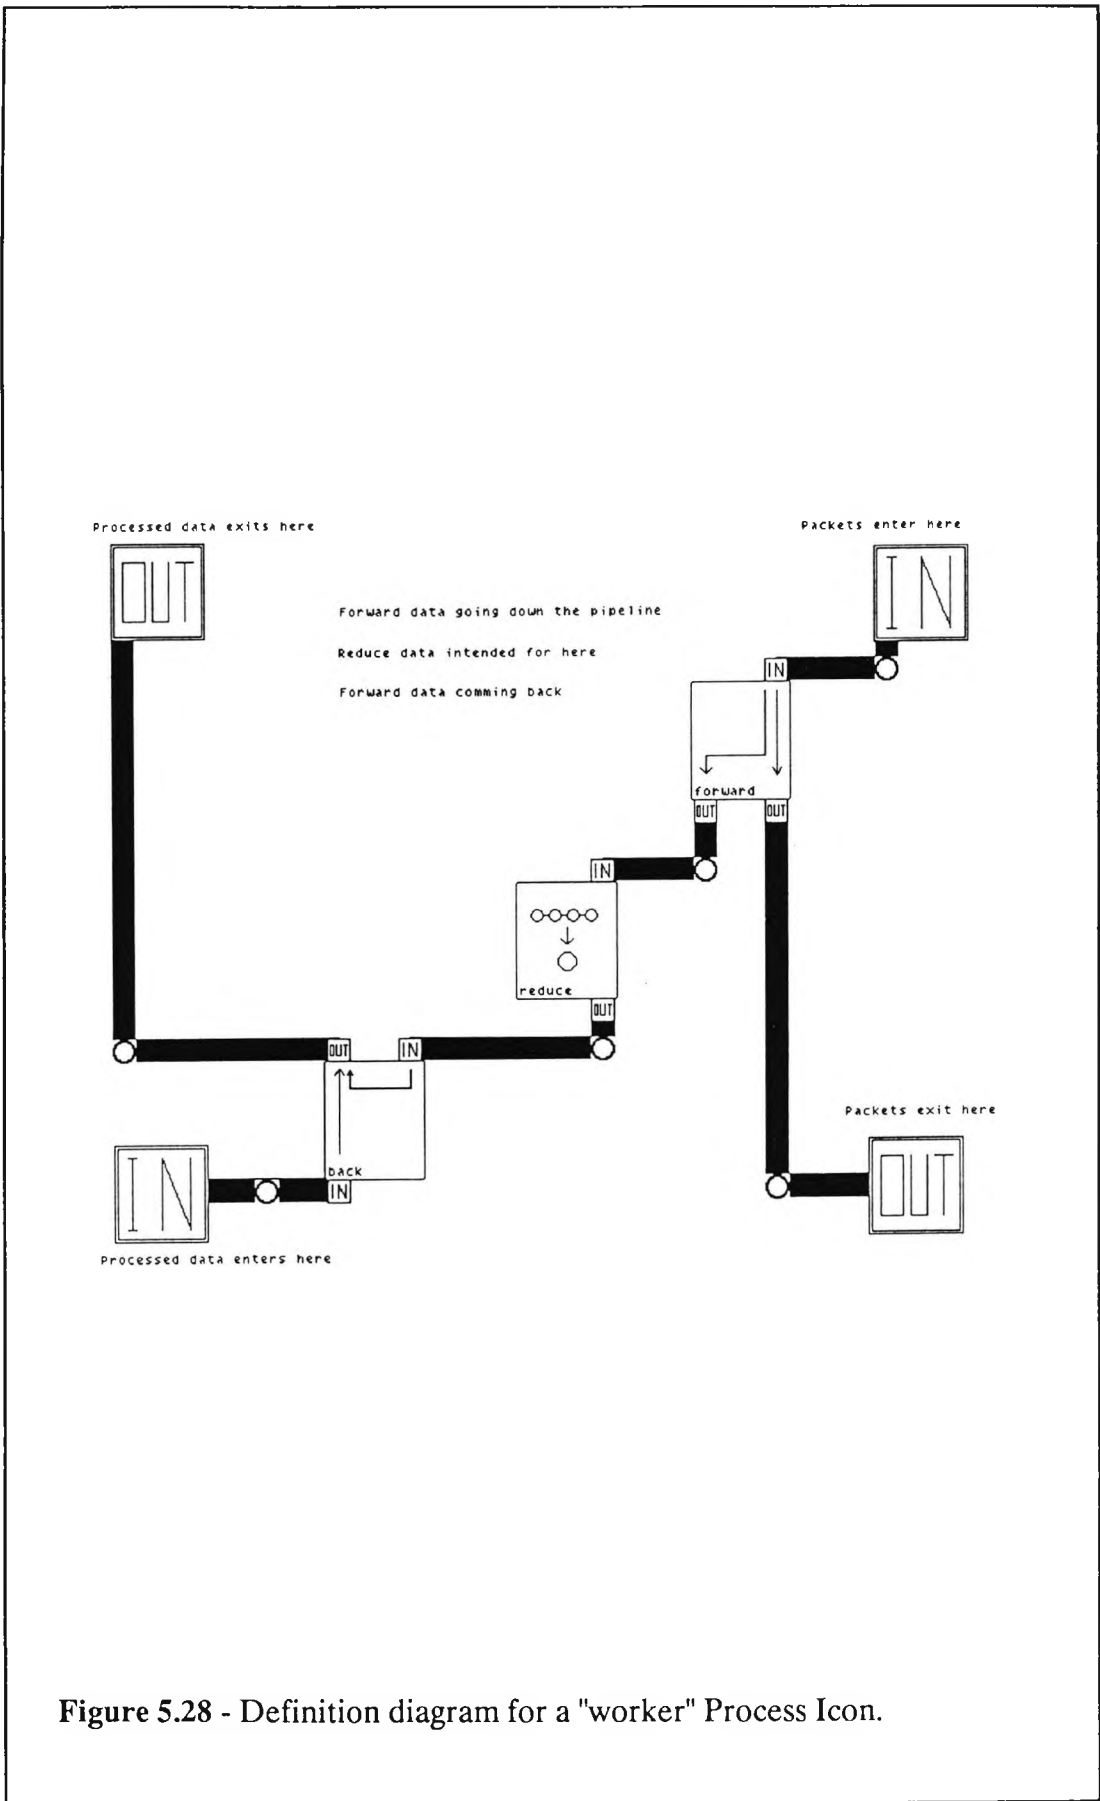 Processed data exits here
Packets enter here
OUT
IN
Forward data going down the pipeline
Reduce data intended for here
Forward data comming back
IN
forward
OUT
OUT
IN
reduce
OUT
OUT
IN
back
IN
Packets exit here
IN
OUT
Processed data enters here
Figure 5.28 - Definition diagram for a "worker" Process Icon.